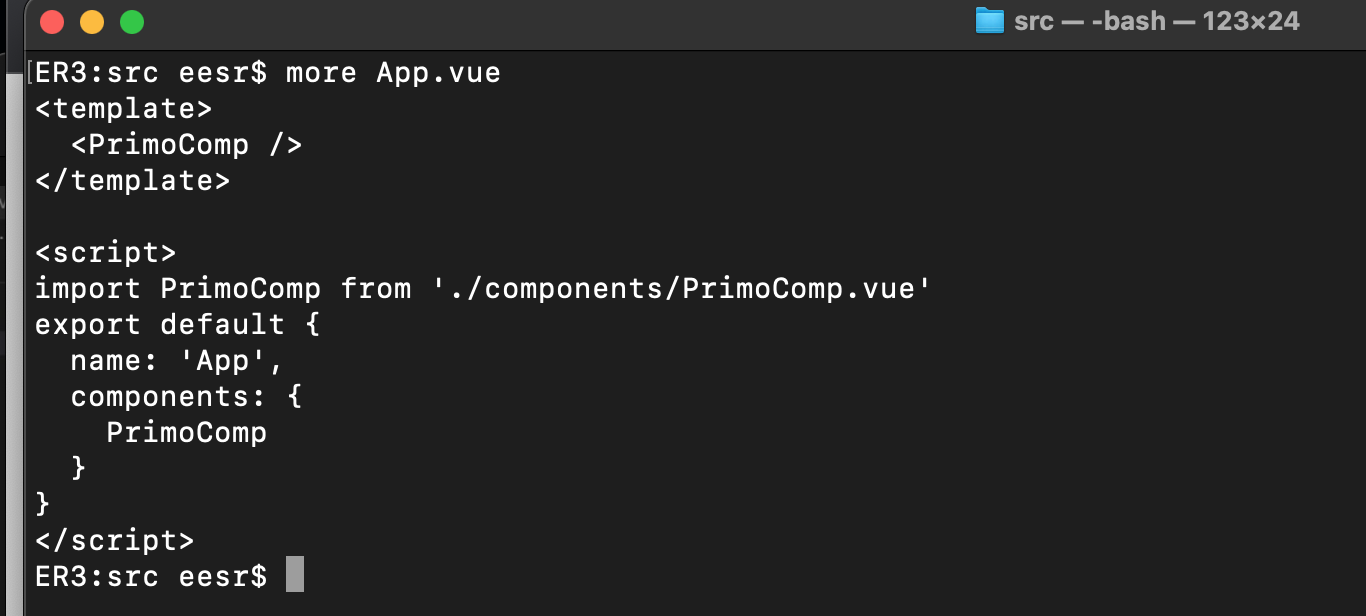 src — -bash — 123×24
ER3:src eesr$ more App.vue
<template>
  <PrimoComp />
</template>

<script>
import PrimoComp from './components/PrimoComp.vue'
export default {
  name: 'App',
  components: {
    PrimoComp
  }
}
</script>
ER3:src eesr$